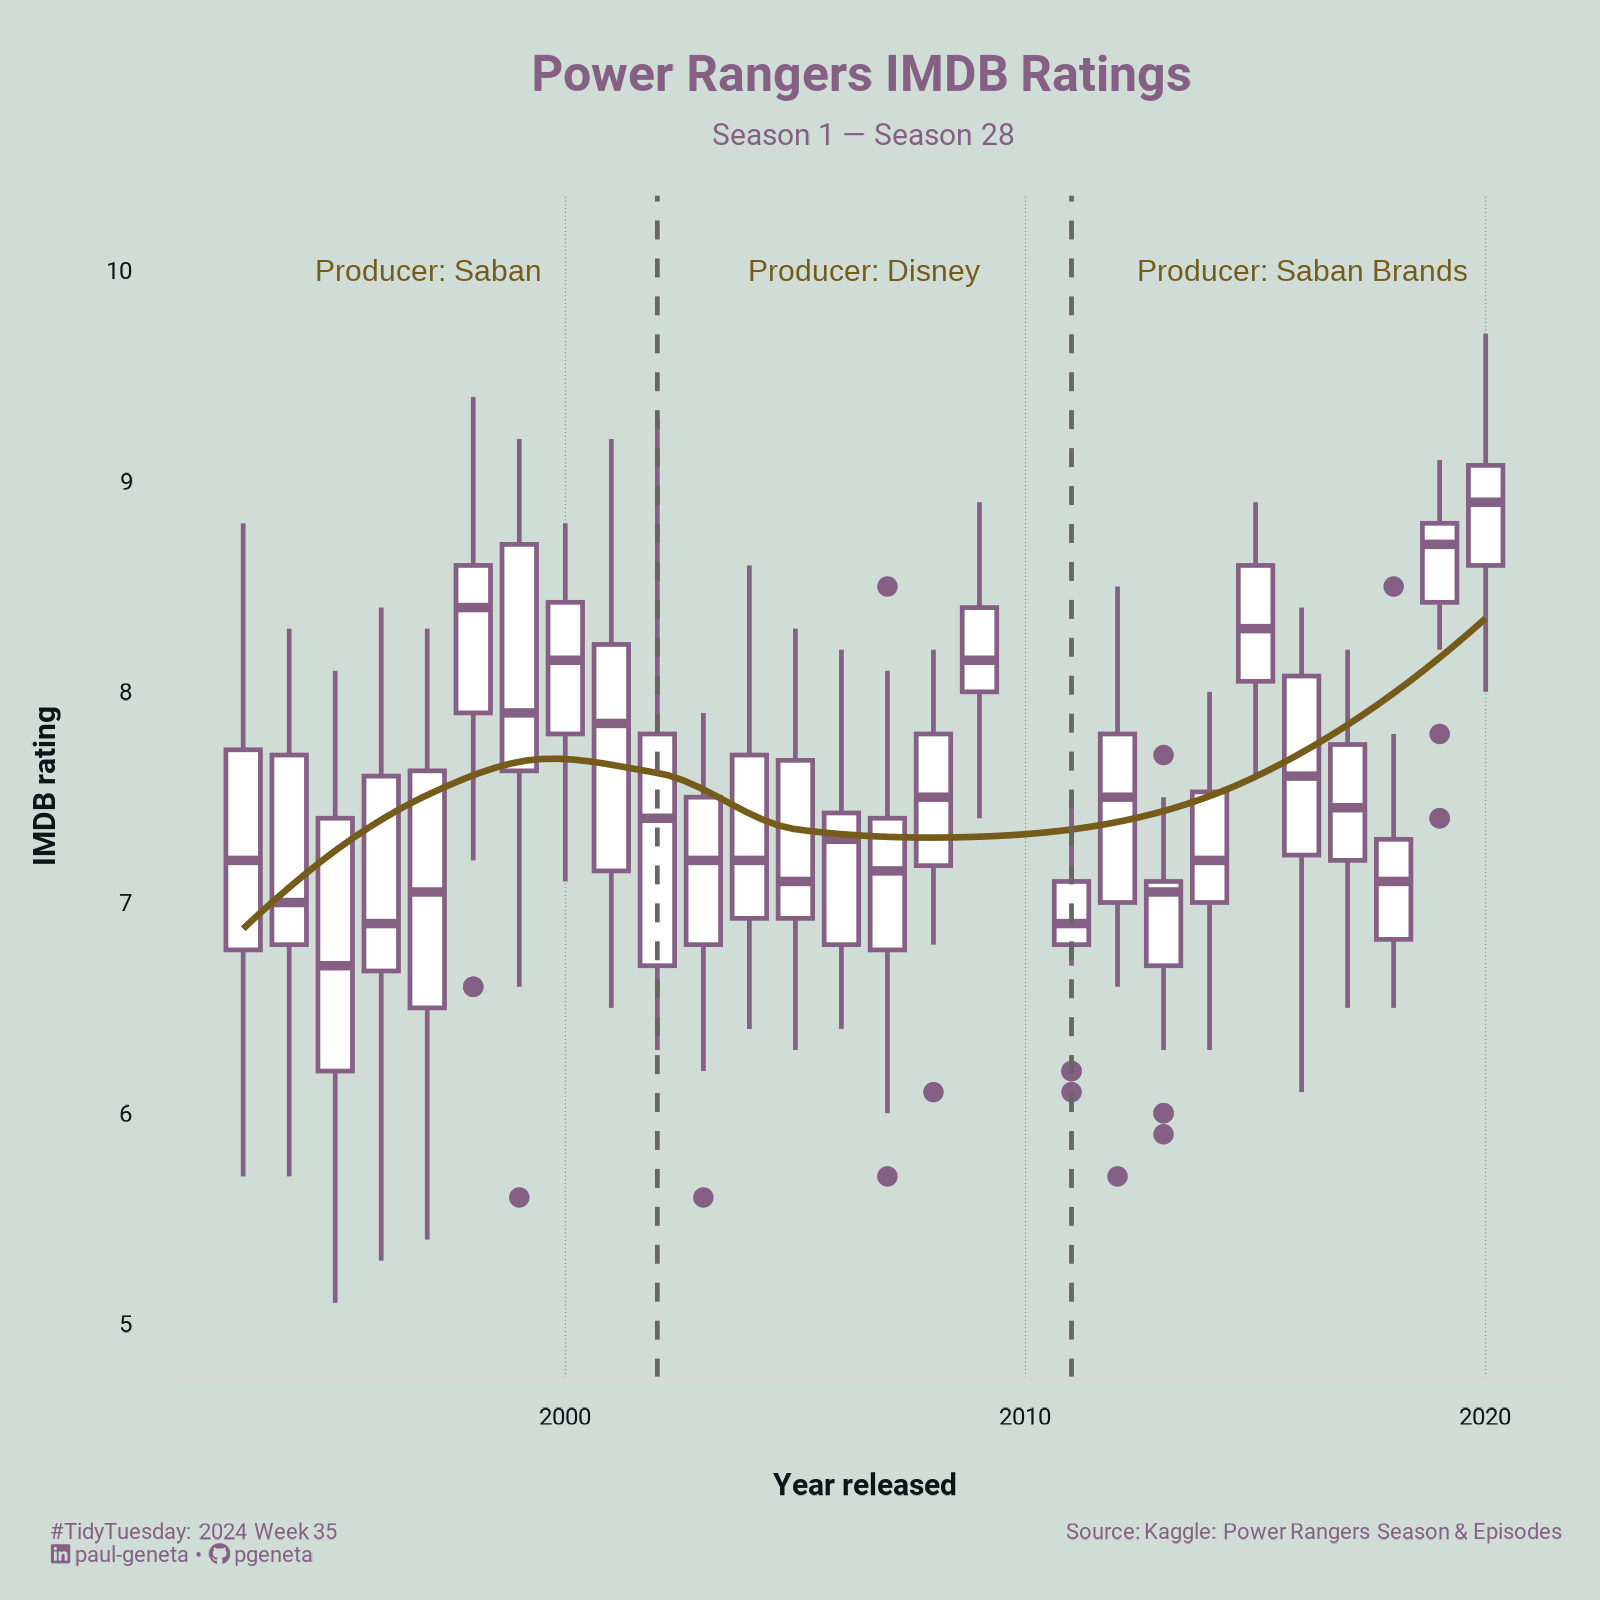 Power Rangers IMDB Ratings
Season 1 — Season 28
Producer: Saban
Producer: Disney
Producer: Saban Brands
10
9
8
7
6
5
IMDB rating
2000
2010
2020
Year released
#TidyTuesday: 2024 Week 35
paul-geneta • pgeneta
Source: Kaggle: Power Rangers Season & Episodes